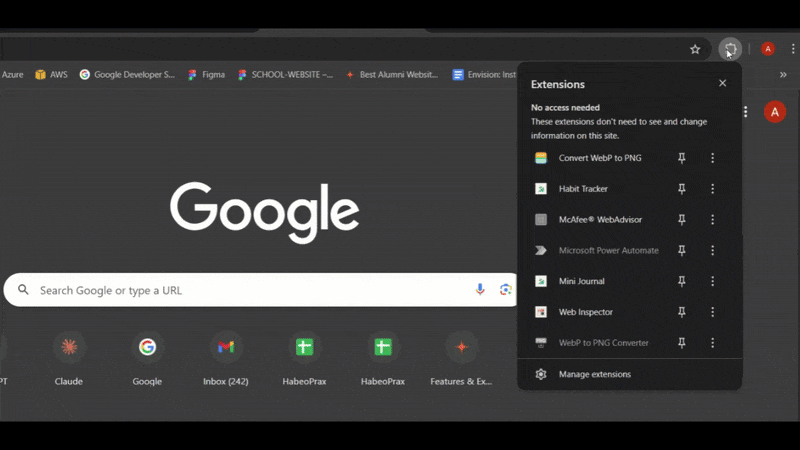 A
Azure AWS Google Developer S... Figma SCHOOL-WEBSITE –... Best Alumni Websit... Envision: Inst »
Extensions
No access needed
These extensions don't need to see and change
information on this site.
A
Convert WebP to PNG
Habit Tracker
McAfee® WebAdvisor
Microsoft Power Automate
Mini Journal
Web Inspector
WebP to PNG Converter
Manage extensions
Google
Search Google or type a URL
PT Claude Google Inbox (242) HabeoPrax HabeoPrax Features & Ex...